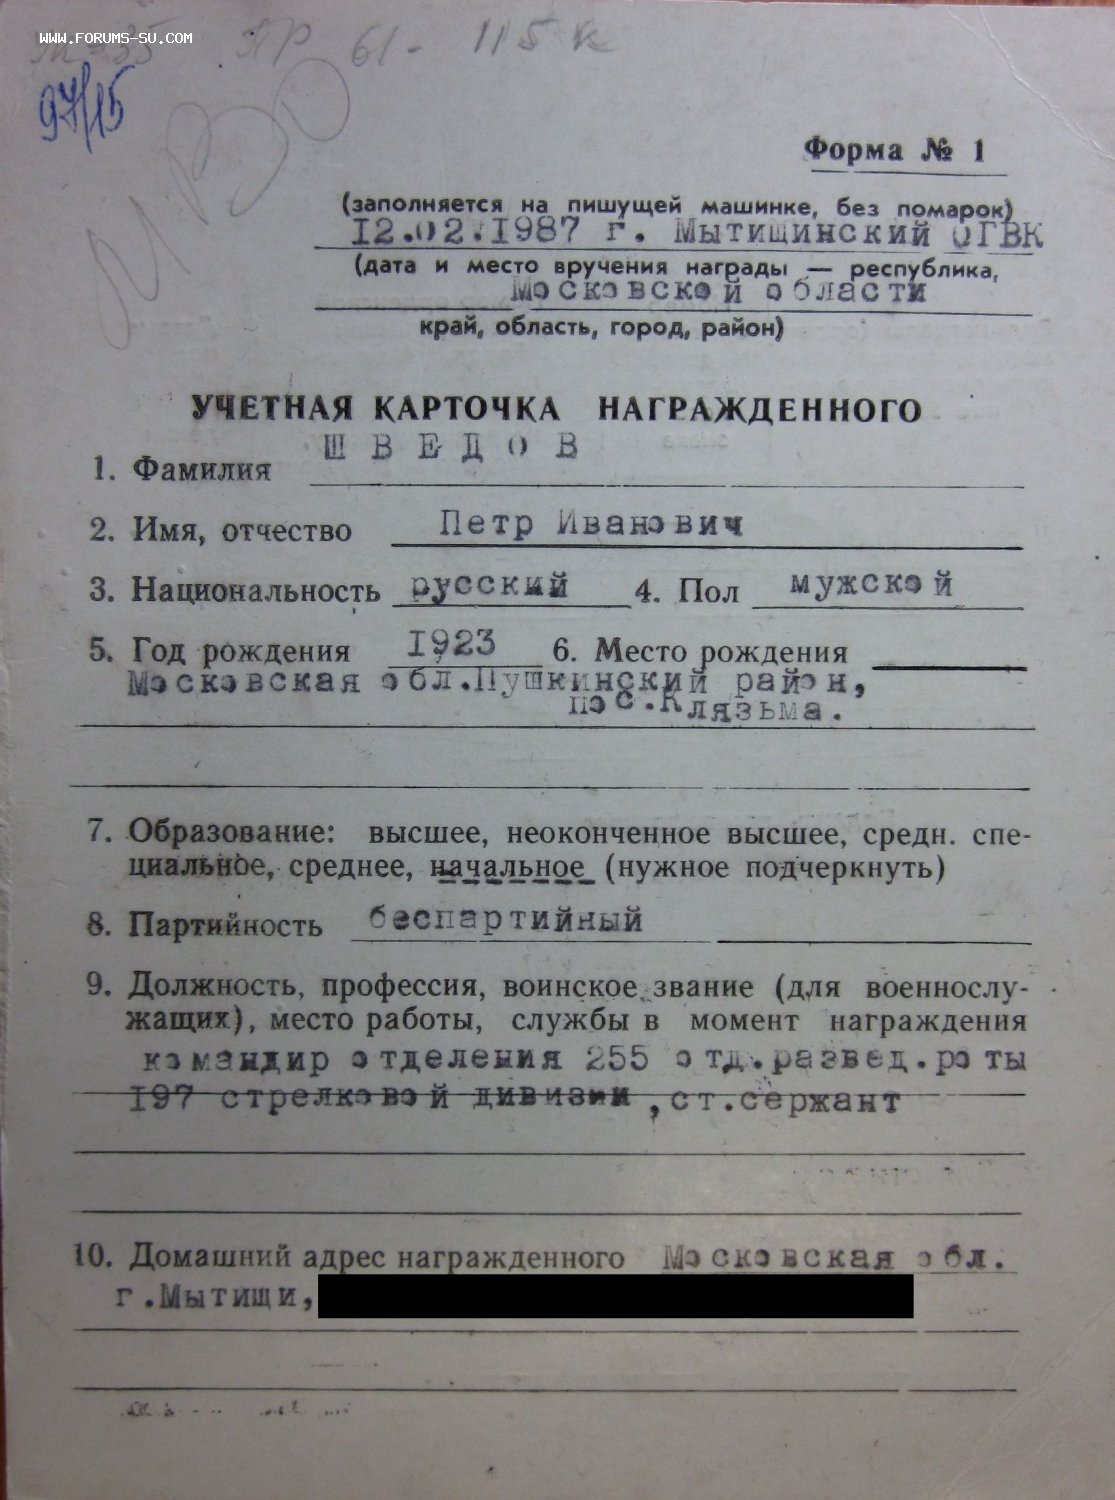 www.forums-su.com
ПР 61- 115к
97/15
Форма № 1
(заполняется на пишущей машинке, без помарок)
12.02.1987 г. Мытищинский ОГВК
(дата и место вручения награды — республика,
Московской области
край, область, город, район)
УЧЕТНАЯ КАРТОЧКА НАГРАЖДЕННОГО
1. Фамилия ШВЕДОВ
2. Имя, отчество Петр Иванович
3. Национальность русский 4. Пол мужской
5. Год рождения 1923 6. Место рождения
Московская обл.Пушкинский район,
пос.Клязьма.
7. Образование: высшее, неоконченное высшее, средн. спе-
циальное, среднее, начальное (нужное подчеркнуть)
8. Партийность беспартийный
9. Должность, профессия, воинское звание (для военнослу-
жащих), место работы, службы в момент награждения
командир отделения 255 отд.развед.роты
197 стрелковой дивизии,ст.сержант
10. Домашний адрес награжденного Московская обл.
г.Мытищи,